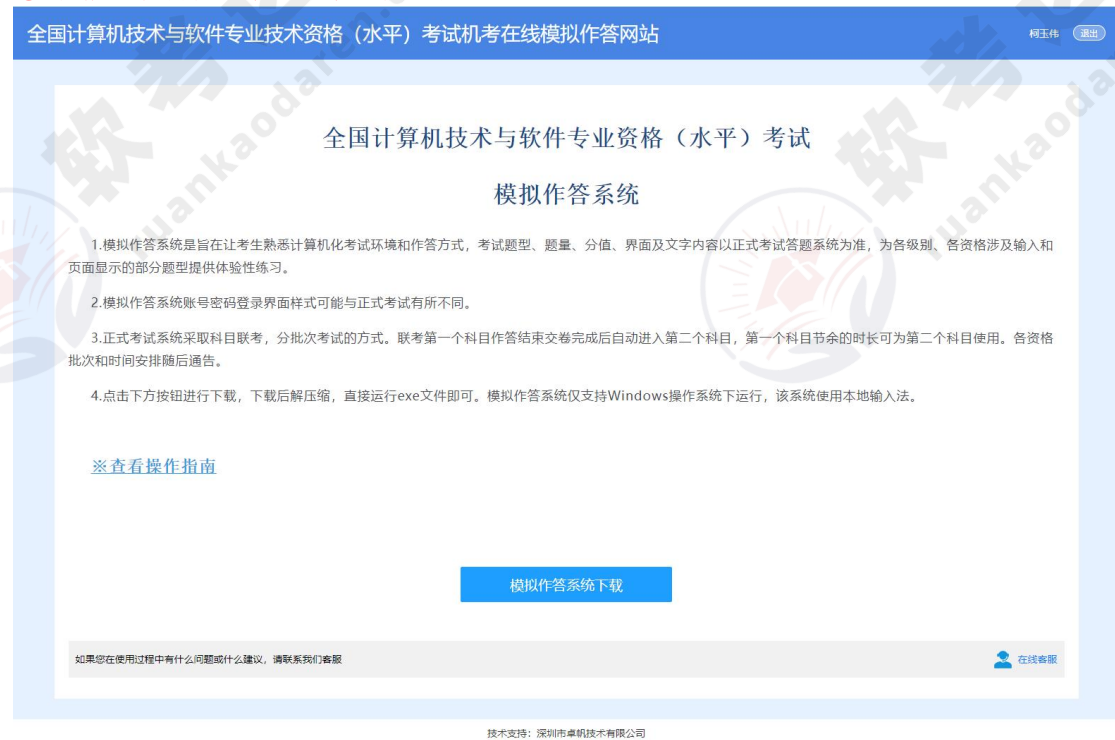 全国计算机技术与软件专业技术资格（水平）考试机考在线模拟作答网站
柯玉伟 退出
全国计算机技术与软件专业资格（水平）考试
模拟作答系统
1.模拟作答系统是旨在让考生熟悉计算机化考试环境和作答方式，考试题型、题量、分值、界面及文字内容以正式考试答题系统为准，为各级别、各资格涉及输入和
页面显示的部分题型提供体验性练习。
2.模拟作答系统账号密码登录界面样式可能与正式考试有所不同。
3.正式考试系统采取科目联考，分批次考试的方式。联考第一个科目作答结束交卷完成后自动进入第二个科目，第一个科目节余的时长可为第二个科目使用。各资格
批次和时间安排随后通告。
4.点击下方按钮进行下载，下载后解压缩，直接运行exe文件即可。模拟作答系统仅支持Windows操作系统下运行，该系统使用本地输入法。
※查看操作指南
模拟作答系统下载
如果您在使用过程中有什么问题或什么建议，请联系我们客服
在线客服
技术支持：深圳市卓帆技术有限公司
软考
ruankaodaren.
软考
ruankaoda